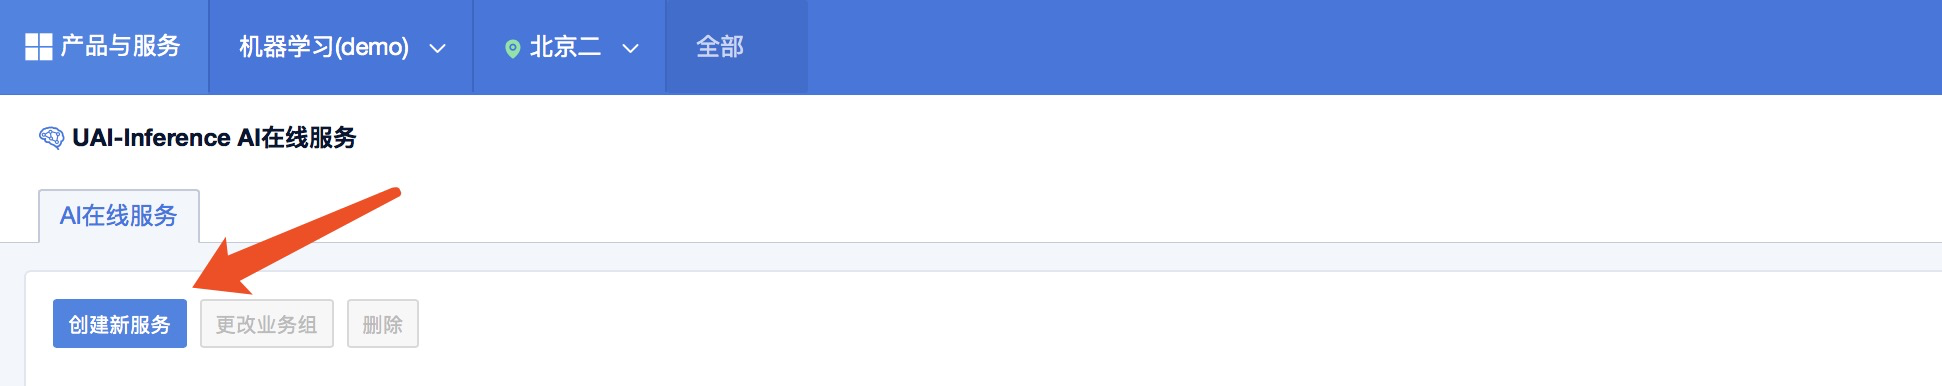 产品与服务 机器学习(demo) 北京二 全部
UAI-Inference AI在线服务
AI在线服务
创建新服务 更改业务组 删除